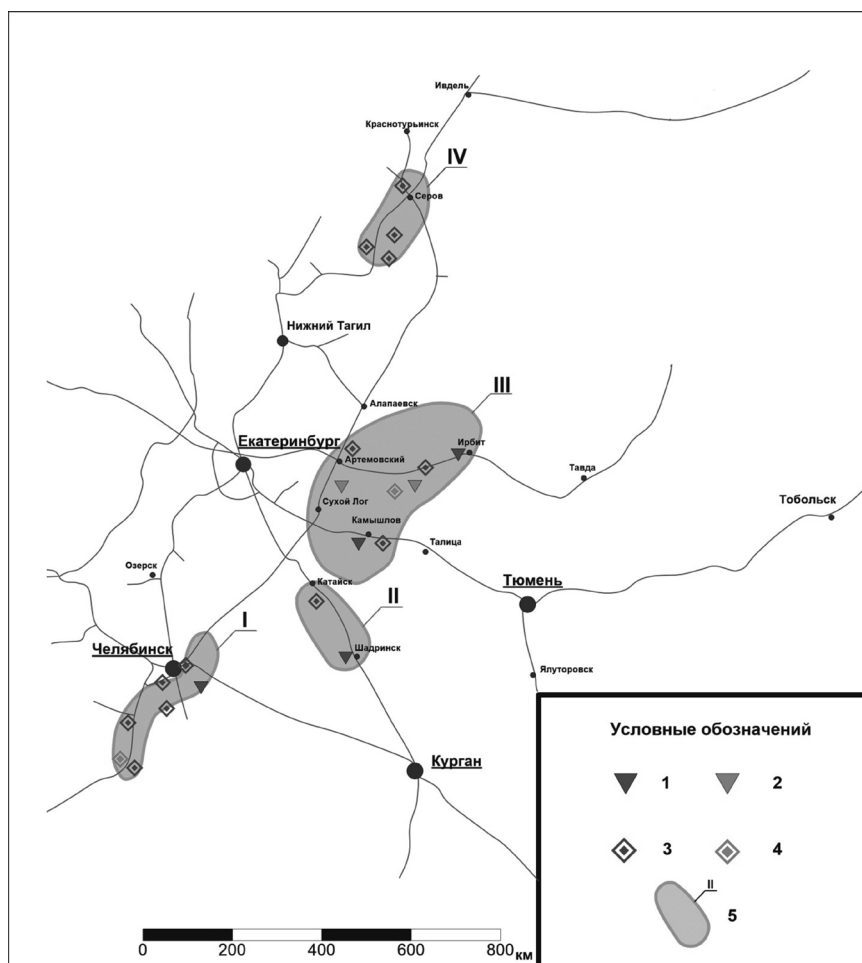 Ивдель
Краснотурьинск
IV
Серов
Нижний Тагил
III
Алапаевск
Екатеринбург
Ирбит
Артемовский
Тавда
Сухой Лог
Тобольск
Камышлов
Талица
Озерск
Катайск
II
Тюмень
I
Челябинск
Шадринск
Ялуторовск
Курган
Условные обозначений
1
2
3
4
II
5
0 200 400 600 800 км